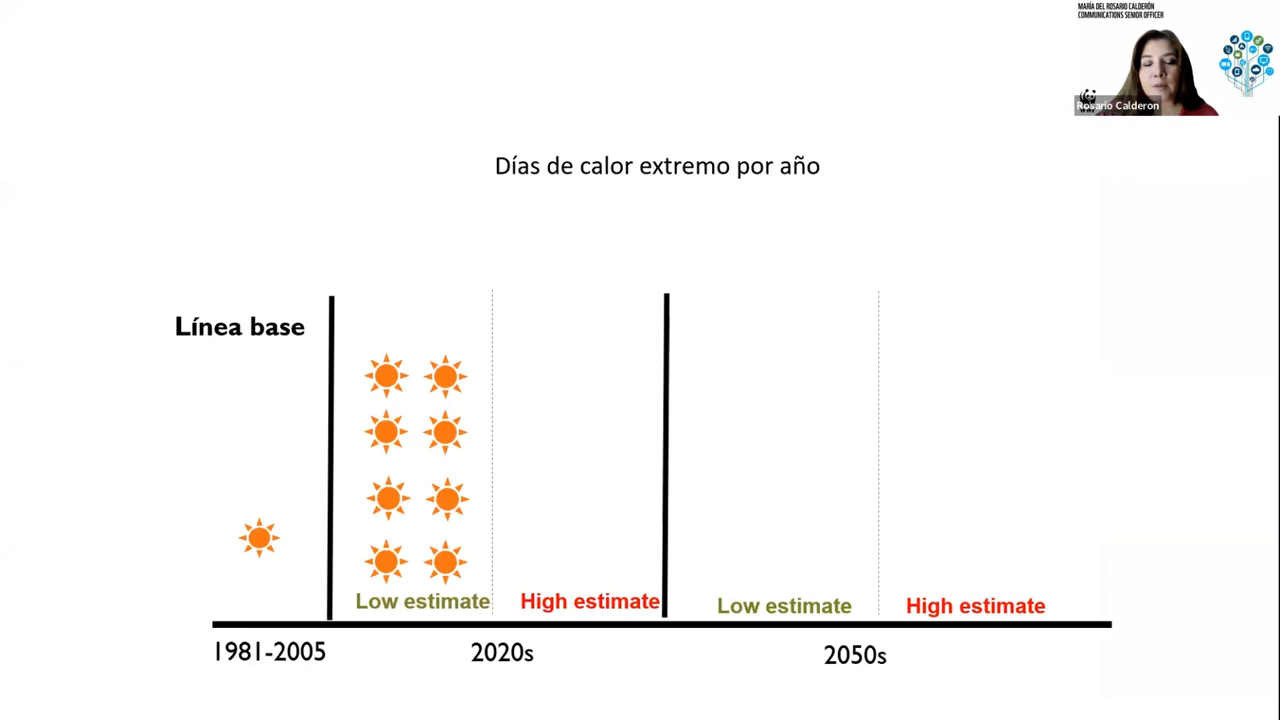 MARÍA DEL ROSARIO CALDERÓN
COMMUNICATIONS SENIOR OFFICER
Rosario Calderon
Días de calor extremo por año
Línea base
Low estimate
High estimate
Low estimate
High estimate
1981-2005
2020s
2050s